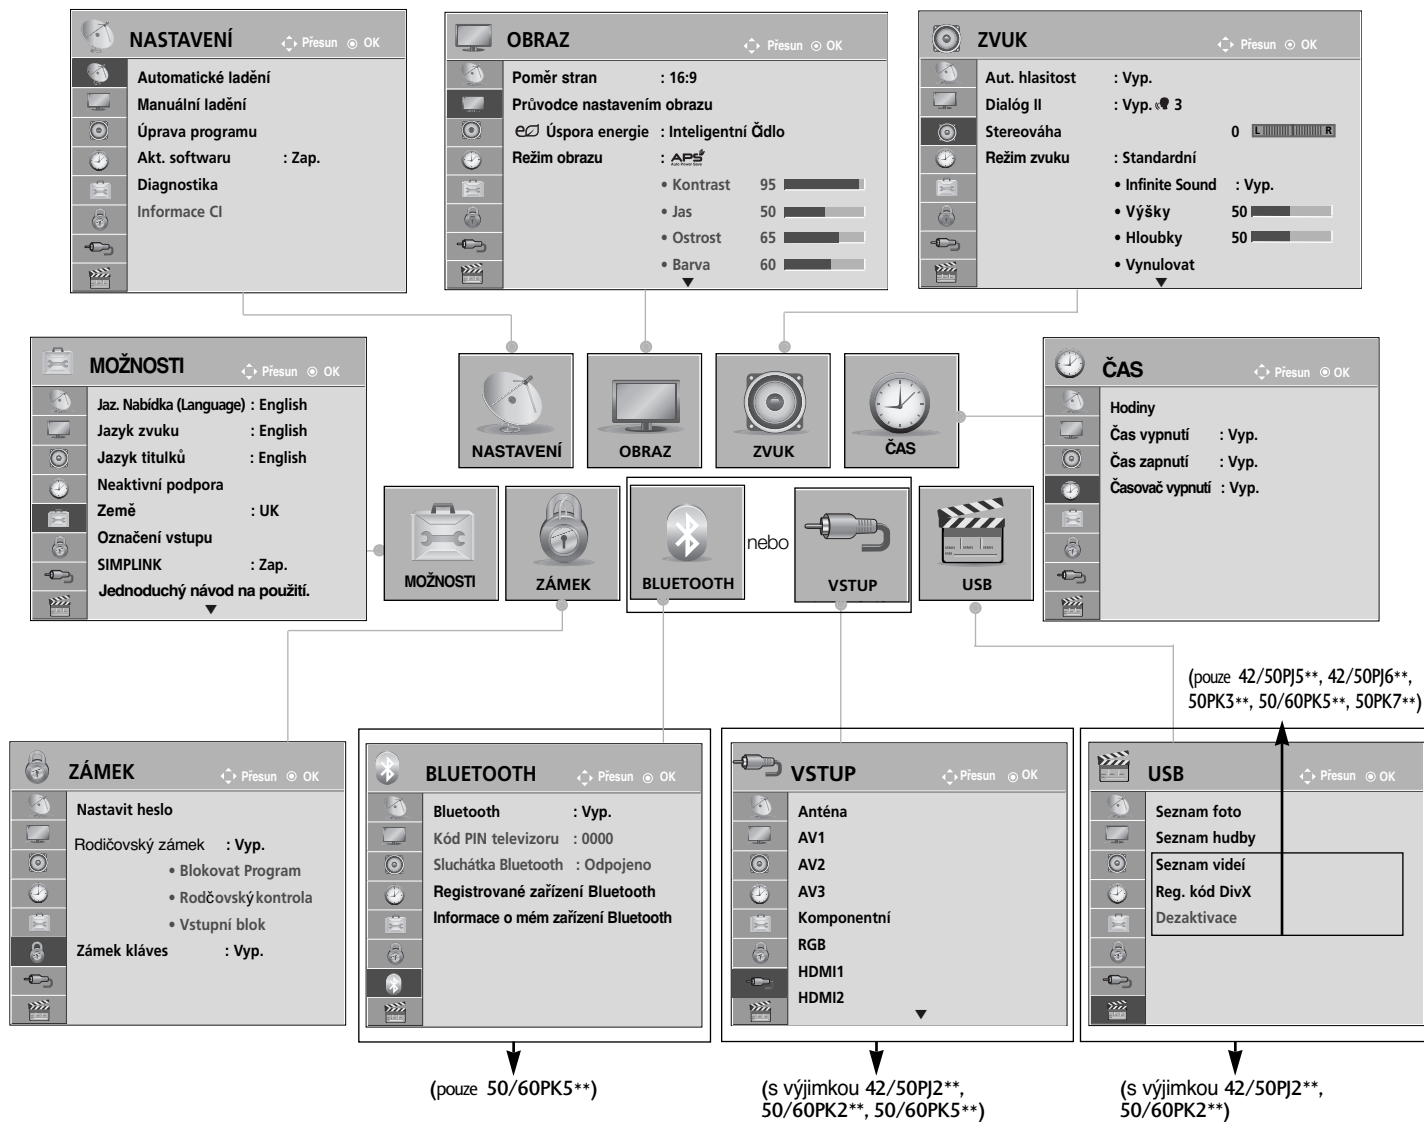 NASTAVENÍ Přesun OK
Automatické ladění
Manuální ladění
Úprava programu
Akt. softwaru : Zap.
Diagnostika
Informace CI
OBRAZ Přesun OK
Poměr stran : 16:9
Průvodce nastavením obrazu
Úspora energie : Inteligentní Čdlo
Režim obrazu : APS
Auto Power Save
• Kontrast 95
• Jas 50
• Ostrost 65
• Barva 60
ZVUK Přesun OK
Aut. hlasitost : Vyp.
Dialóg II : Vyp. 3
Stereováha 0 L R
Režim zvuku : Standardní
• Infinite Sound : Vyp.
• Výšky 50
• Hloubky 50
• Vynulovat
MOŽNOSTI Přesun OK
Jaz. Nabídka (Language) : English
Jazyk zvuku : English
Jazyk titulků : English
Neaktivní podpora
Země : UK
Označení vstupu
SIMPLINK : Zap.
Jednoduchý návod na použití.
NASTAVENÍ
OBRAZ
ZVUK
ČAS
ČAS Přesun OK
Hodiny
Čas vypnutí : Vyp.
Čas zapnutí : Vyp.
Časovač vypnutí : Vyp.
MOŽNOSTI
ZÁMEK
BLUETOOTH
nebo
VSTUP
USB
(pouze 42/50PJ5**, 42/50PJ6**,
50PK3**, 50/60PK5**, 50PK7**)
ZÁMEK Přesun OK
Nastavit heslo
Rodičovský zámek : Vyp.
• Blokovat Program
• Rodčovský kontrola
• Vstupní blok
Zámek kláves : Vyp.
BLUETOOTH Přesun OK
Bluetooth : Vyp.
Kód PIN televizoru : 0000
Sluchátka Bluetooth : Odpojeno
Registrované zařízení Bluetooth
Informace o mém zařízení Bluetooth
VSTUP Přesun OK
Anténa
AV1
AV2
AV3
Komponentní
RGB
HDMI1
HDMI2
USB Přesun OK
Seznam foto
Seznam hudby
Seznam videí
Reg. kód DivX
Dezaktivace
(pouze 50/60PK5**)
(s výjimkou 42/50PJ2**,
50/60PK2**, 50/60PK5**)
(s výjimkou 42/50PJ2**,
50/60PK2**)